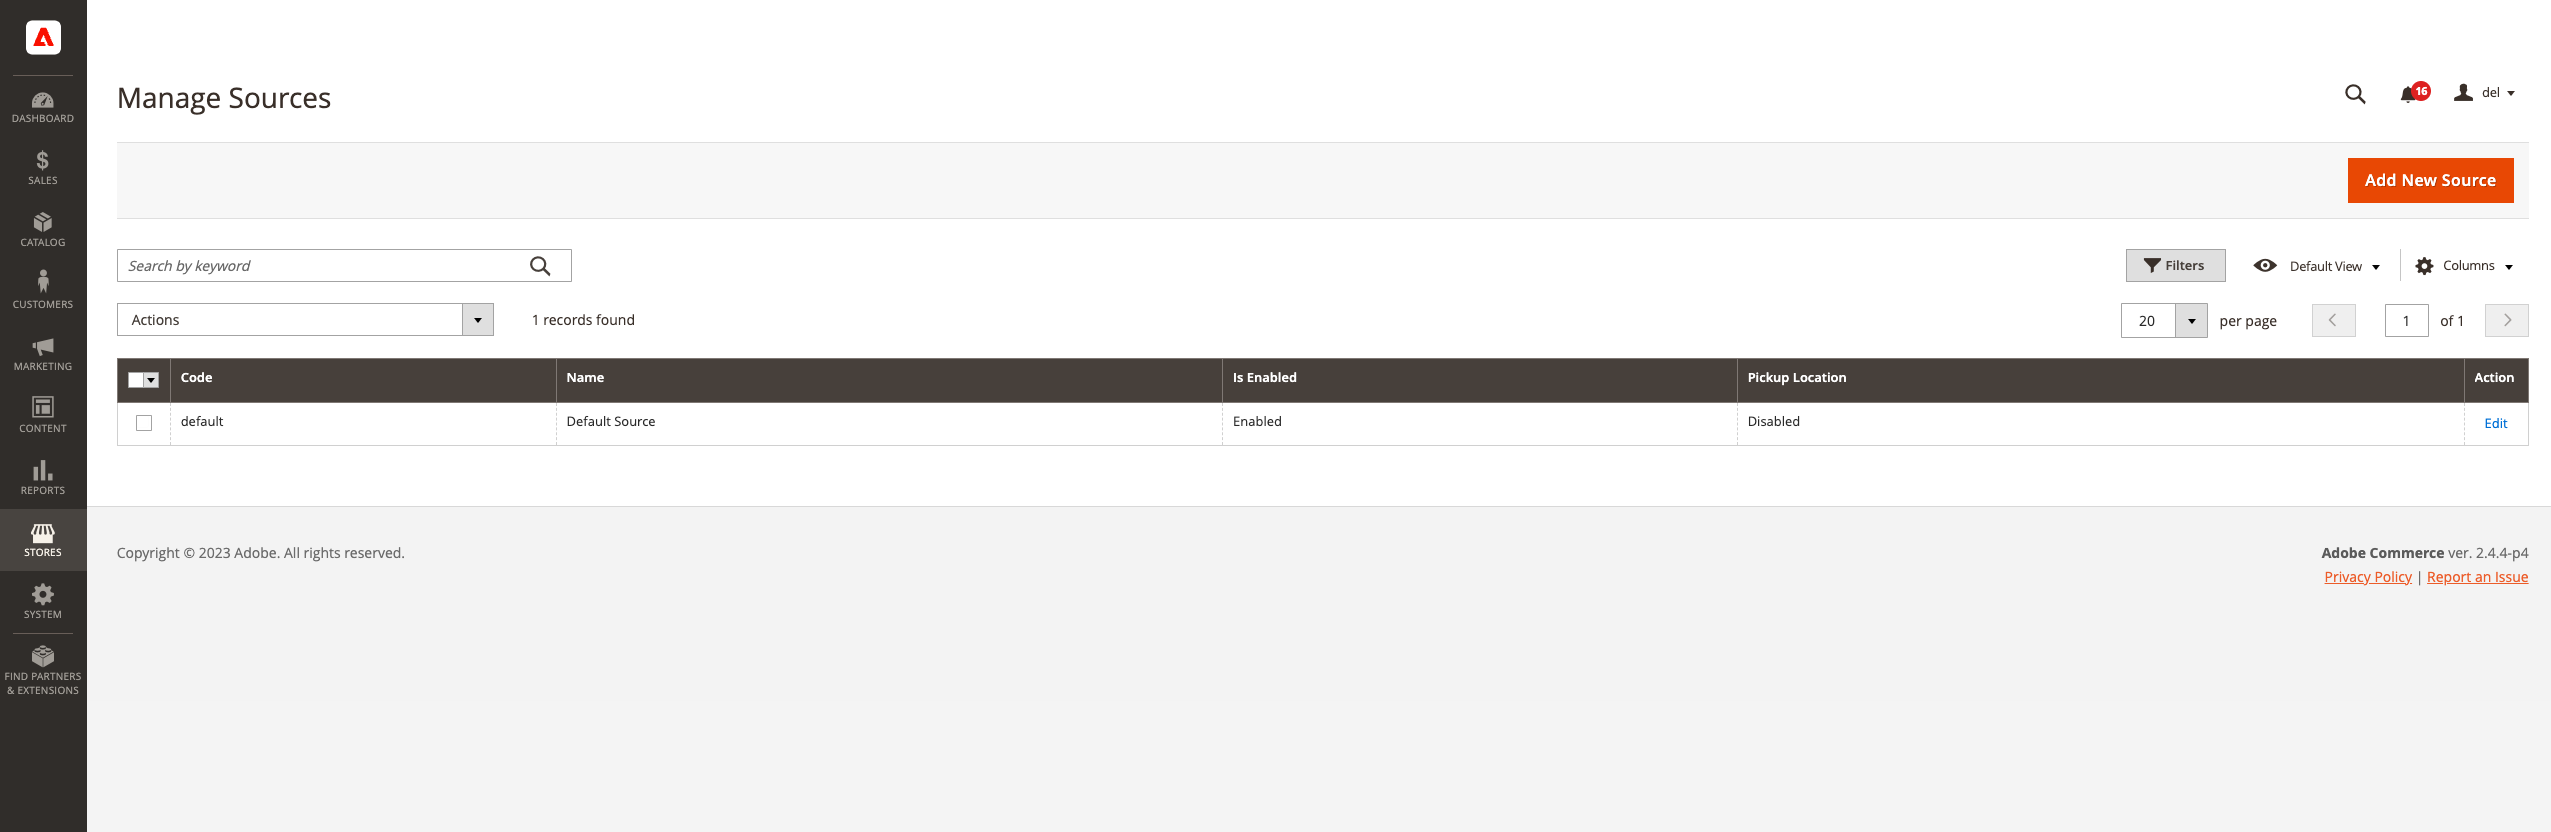 DASHBOARD
SALES
CATALOG
CUSTOMERS
MARKETING
CONTENT
REPORTS
STORES
SYSTEM
FIND PARTNERS
& EXTENSIONS
Manage Sources
16
del
Add New Source
Search by keyword
Filters
Default View
Columns
Actions
1 records found
20
per page
1
of 1
Code Name Is Enabled Pickup Location Action
default Default Source Enabled Disabled Edit
Copyright © 2023 Adobe. All rights reserved.
Adobe Commerce ver. 2.4.4-p4
Privacy Policy | Report an Issue